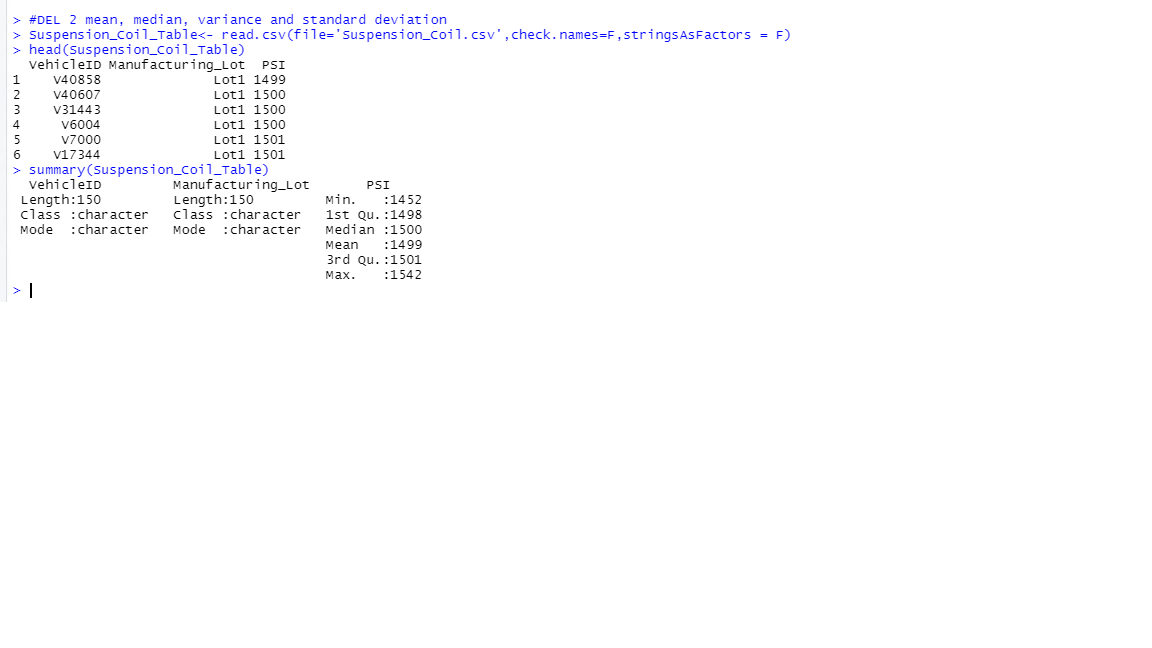 > #DEL 2 mean, median, variance and standard deviation
> Suspension_Coil_Table<- read.csv(file='Suspension_Coil.csv',check.names=F,stringsAsFactors = F)
> head(Suspension_Coil_Table)
  VehicleID Manufacturing_Lot  PSI
1    V40858              Lot1 1499
2    V40607              Lot1 1500
3    V31443              Lot1 1500
4     V6004              Lot1 1500
5     V7000              Lot1 1501
6    V17344              Lot1 1501
> summary(Suspension_Coil_Table)
  VehicleID         Manufacturing_Lot       PSI
 Length:150         Length:150         Min.   :1452
 Class :character   Class :character   1st Qu.:1498
 Mode  :character   Mode  :character   Median :1500
                                       Mean   :1499
                                       3rd Qu.:1501
                                       Max.   :1542
>